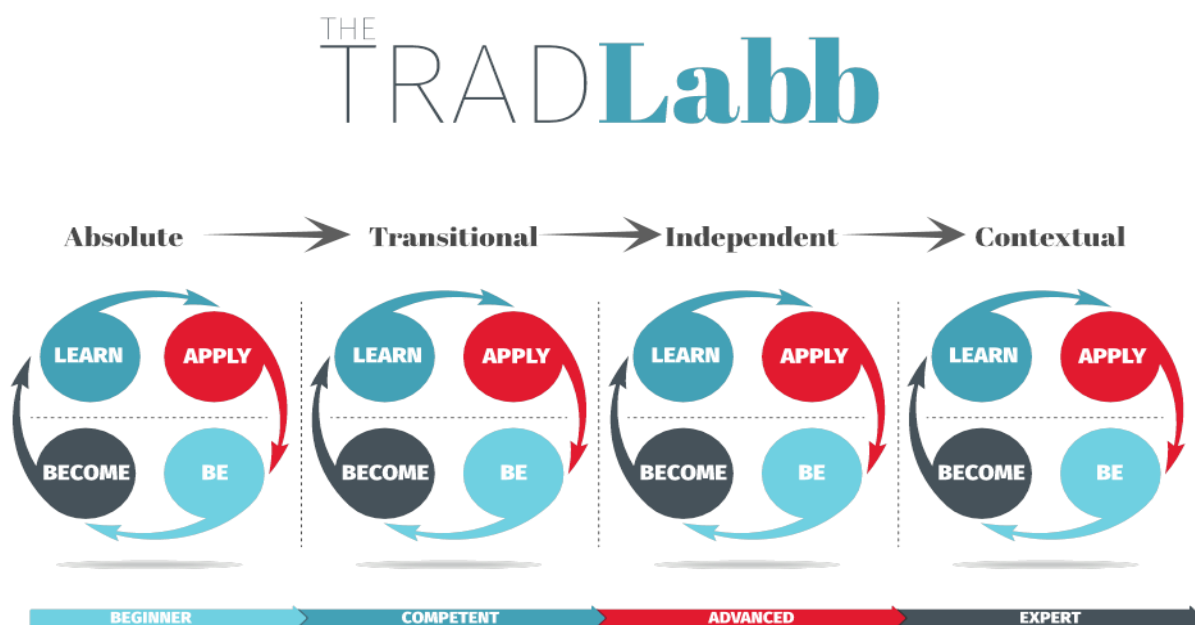 THE
TRADLabb
Absolute Transitional Independent Contextual
LEARN APPLY LEARN APPLY LEARN APPLY LEARN APPLY
BECOME BE BECOME BE BECOME BE BECOME BE
BEGINNER COMPETENT ADVANCED EXPERT